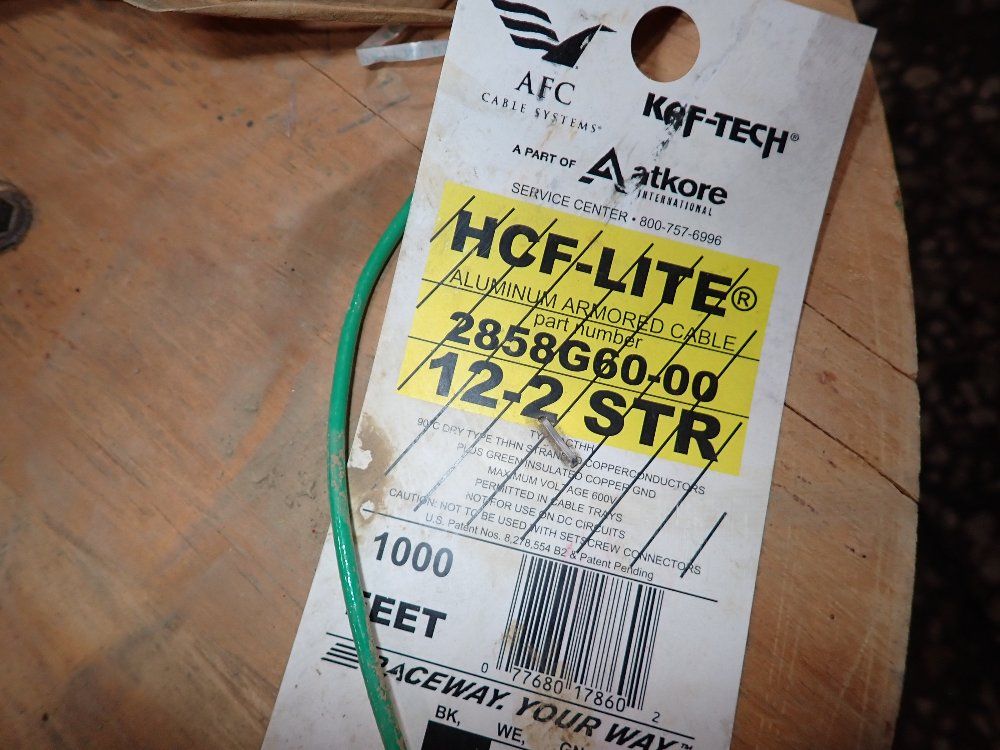 AFC
CABLE SYSTEMS®
KAF-TECH®
A PART OF atkore
INTERNATIONAL
SERVICE CENTER • 800-757-6996
HCF-LITE®
ALUMINUM ARMORED CABLE
part number
2858G60-00
12-2 STR
90°C DRY TYPE THHN STRANDED COPPERCONDUCTORS
PLUS GREEN INSULATED COPPER GND
MAXIMUM VOLTAGE 600V
PERMITTED IN CABLE TRAYS
NOT FOR USE ON DC CIRCUITS
CAUTION: NOT TO BE USED WITH SETSCREW CONNECTORS
U.S. Patent Nos. 8,278,554 B2 & Patent Pending
1000
FEET
0 77680 17860 2
RACEWAY. YOUR WAY.™
BK,
WE,
GN